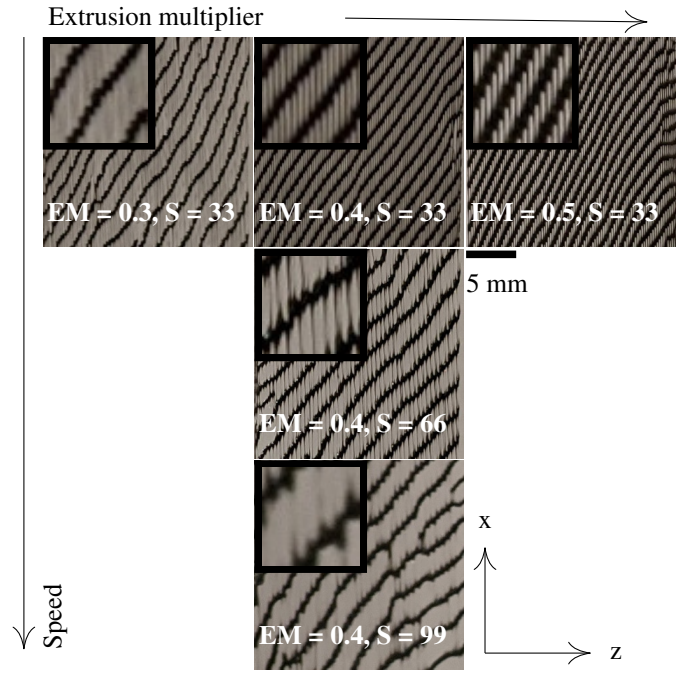 Extrusion multiplier
EM = 0.3, S = 33
EM = 0.4, S = 33
EM = 0.5, S = 33
5 mm
EM = 0.4, S = 66
EM = 0.4, S = 99
Speed
x
z